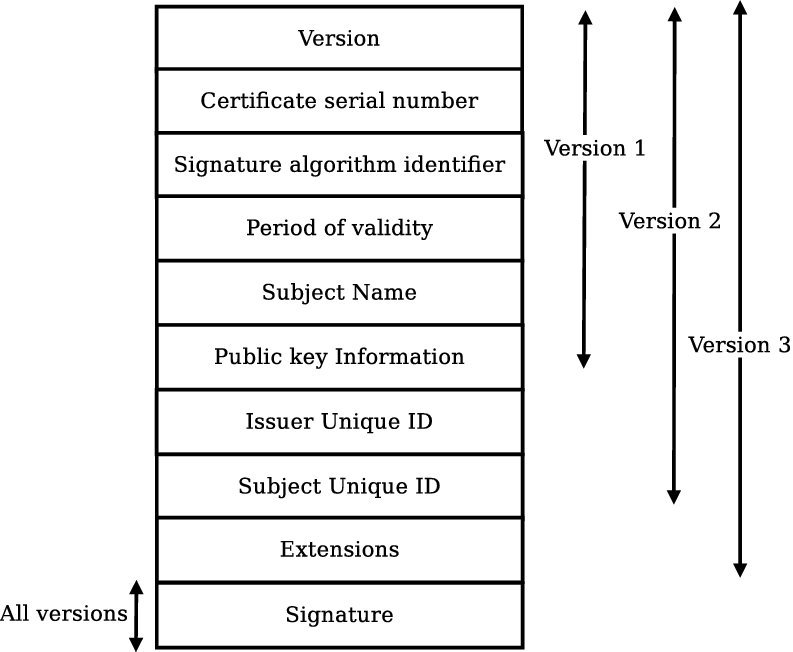 Version
Certificate serial number
Signature algorithm identifier
Version 1
Period of validity
Version 2
Subject Name
Public key Information
Version 3
Issuer Unique ID
Subject Unique ID
Extensions
All versions
Signature